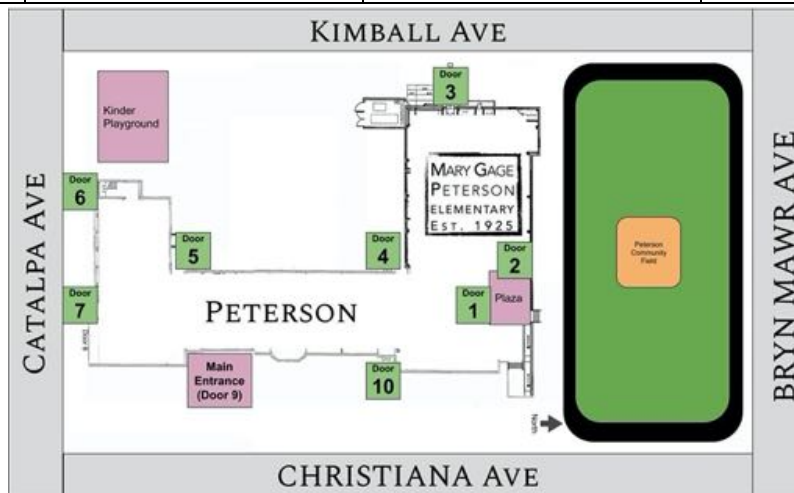 KIMBALL AVE
Door
3
Kinder
Playground
MARY GAGE
PETERSON
ELEMENTARY
EST. 1925
CATALPA AVE
BRYN MAWR AVE
Door
6
Door
5
Door
4
Door
2
Peterson
Community
Field
Door
7
PETERSON
Door
1
Plaza
Door 8
Main
Entrance
(Door 9)
Door
10
North
CHRISTIANA AVE